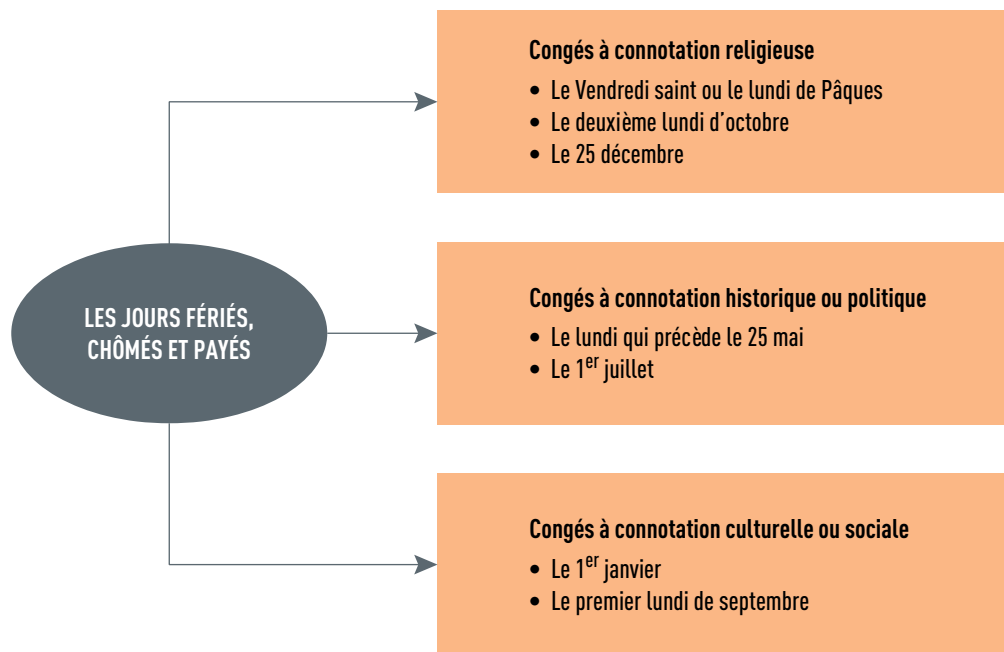 Congés à connotation religieuse
• Le Vendredi saint ou le lundi de Pâques
• Le deuxième lundi d’octobre
• Le 25 décembre
LES JOURS FÉRIÉS,
CHÔMÉS ET PAYÉS
Congés à connotation historique ou politique
• Le lundi qui précède le 25 mai
• Le 1er juillet
Congés à connotation culturelle ou sociale
• Le 1er janvier
• Le premier lundi de septembre